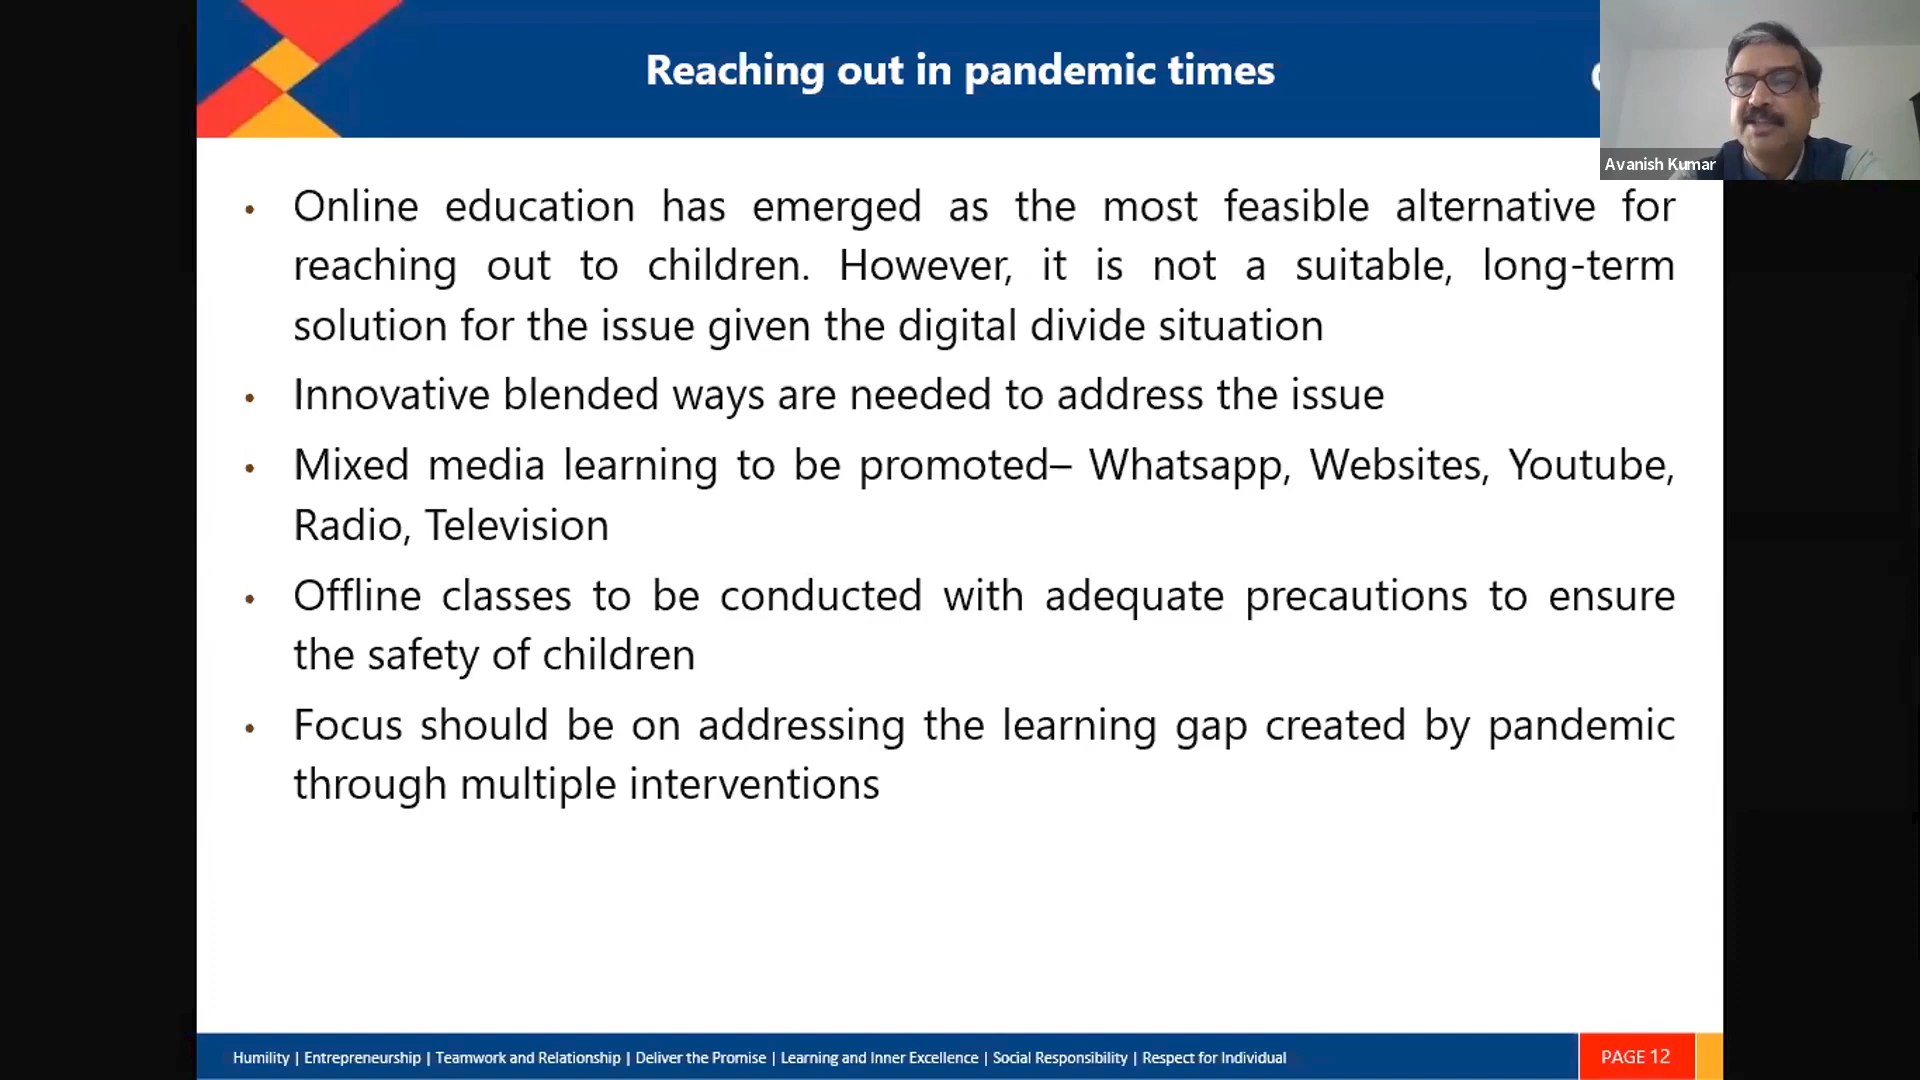 Reaching out in pandemic times
Avanish Kumar
• Online education has emerged as the most feasible alternative for
reaching out to children. However, it is not a suitable, long-term
solution for the issue given the digital divide situation
• Innovative blended ways are needed to address the issue
• Mixed media learning to be promoted– Whatsapp, Websites, Youtube,
Radio, Television
• Offline classes to be conducted with adequate precautions to ensure
the safety of children
• Focus should be on addressing the learning gap created by pandemic
through multiple interventions
Humility | Entrepreneurship | Teamwork and Relationship | Deliver the Promise | Learning and Inner Excellence | Social Responsibility | Respect for Individual
PAGE 12